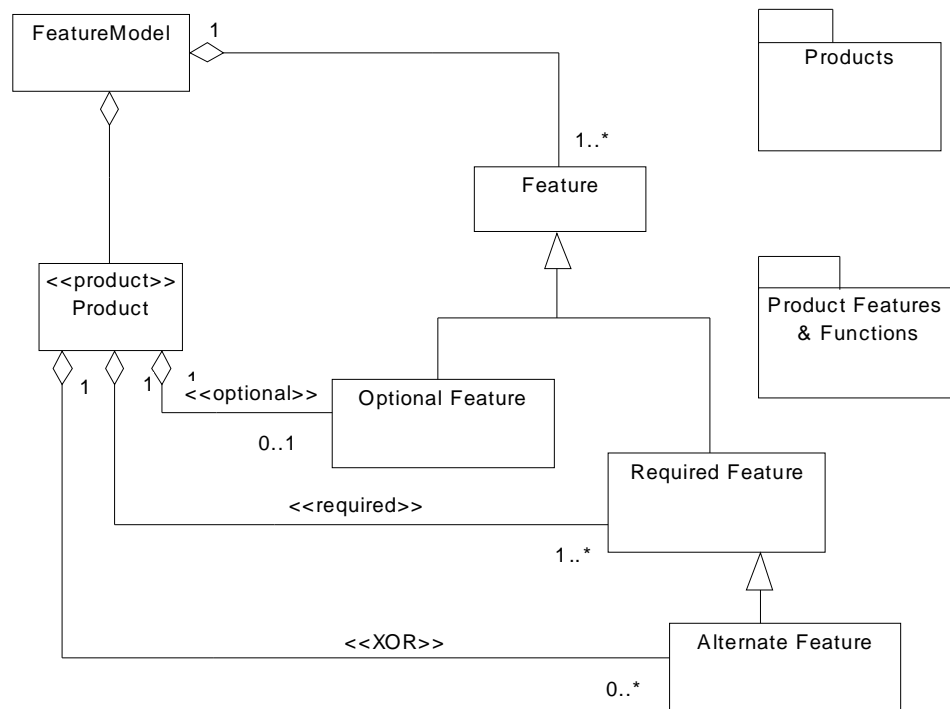 FeatureModel
1
Products
1..*
Feature
<<product>>
Product
Product Features
& Functions
1
1
1
<<optional>>
Optional Feature
0..1
Required Feature
<<required>>
1..*
<<XOR>>
Alternate Feature
0..*